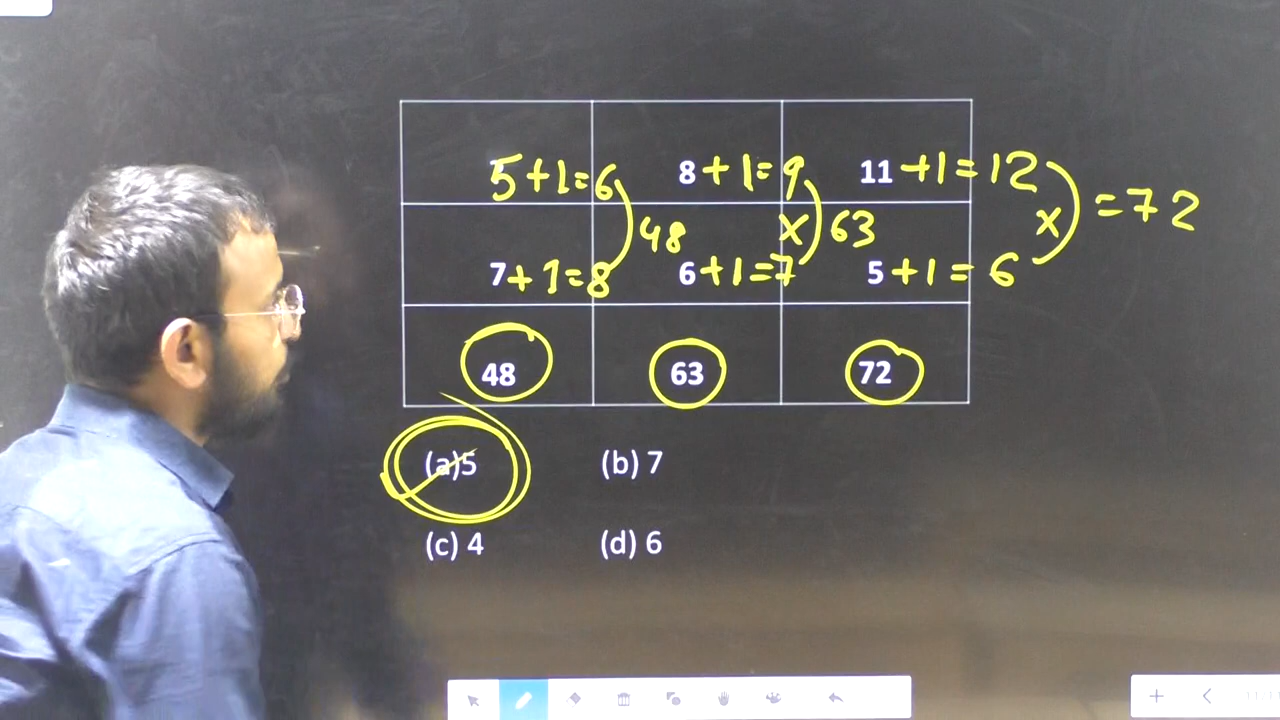 5+1=6 8+1=9 11+1=12
48 × 63 × =72
7+1=8 6+1=7 5+1=6
48 63 72
(a)5 (b) 7
(c) 4 (d) 6